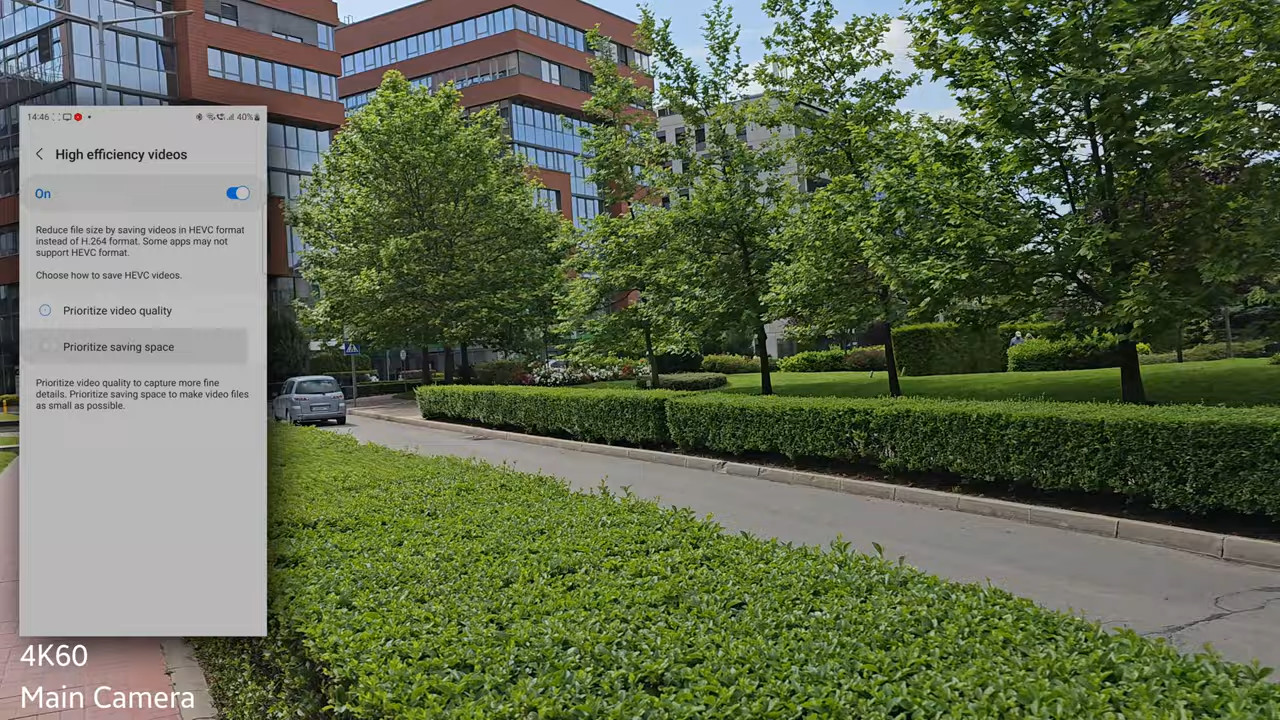 14:46 40%
High efficiency videos
On
Reduce file size by saving videos in HEVC format
instead of H.264 format. Some apps may not
support HEVC format.
Choose how to save HEVC videos.
Prioritize video quality
Prioritize saving space
Prioritize video quality to capture more fine
details. Prioritize saving space to make video files
as small as possible.
4K60
Main Camera